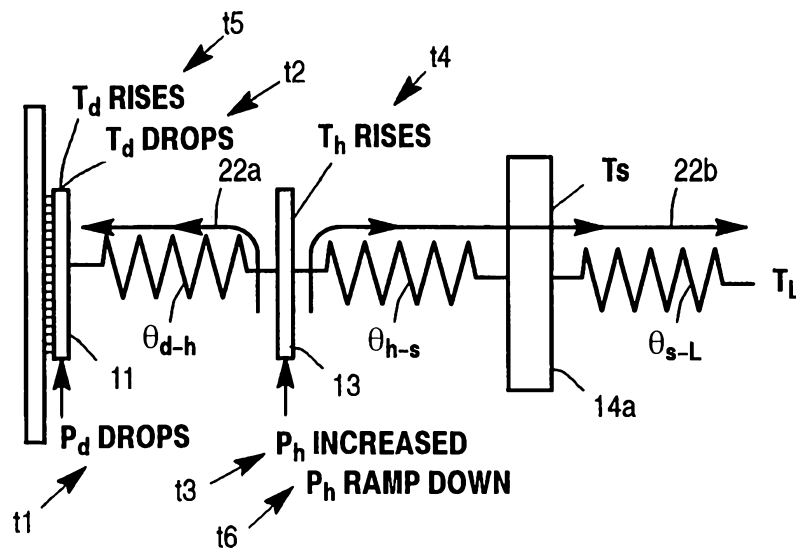 t5
t2
t4
T_d RISES
T_d DROPS
T_h RISES
22a
Ts
22b
θ_d–h
θ_h–s
θ_s–L
T_L
11
13
14a
P_d DROPS
P_h INCREASED
P_h RAMP DOWN
t1
t3
t6